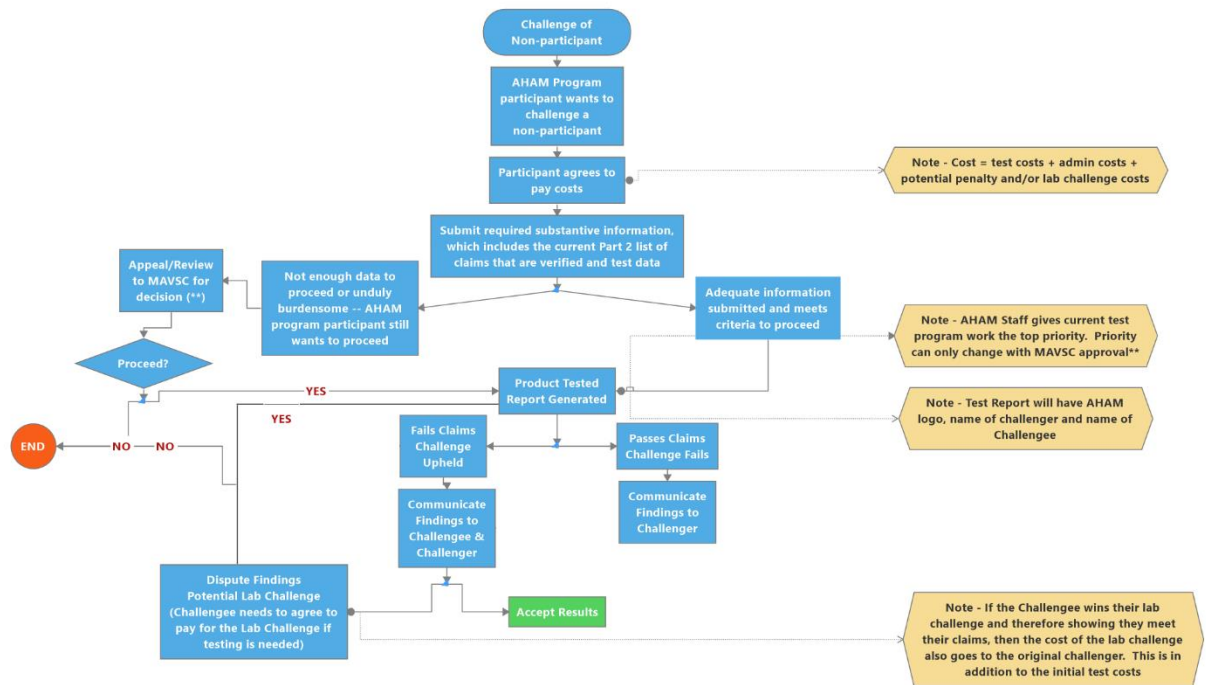 Challenge of
Non-participant
AHAM Program
participant wants to
challenge a
non-participant
Participant agrees to
pay costs
Note - Cost = test costs + admin costs +
potential penalty and/or lab challenge costs
Submit required substantive information,
which includes the current Part 2 list of
claims that are verified and test data
Appeal/Review
to MAVSC for
decision (**)
Not enough data to
proceed or unduly
burdensome -- AHAM
program participant still
wants to proceed
Adequate information
submitted and meets
criteria to proceed
Note - AHAM Staff gives current test
program work the top priority. Priority
can only change with MAVSC approval**
Proceed?
YES
Product Tested
Report Generated
YES
Note - Test Report will have AHAM
logo, name of challenger and name of
Challengee
END
NO
NO
Fails Claims
Challenge
Upheld
Passes Claims
Challenge Fails
Communicate
Findings to
Challengee &
Challenger
Communicate
Findings to
Challenger
Dispute Findings
Potential Lab Challenge
(Challengee needs to agree to
pay for the Lab Challenge if
testing is needed)
Accept Results
Note - If the Challengee wins their lab
challenge and therefore showing they meet
their claims, then the cost of the lab challenge
also goes to the original challenger. This is in
addition to the initial test costs